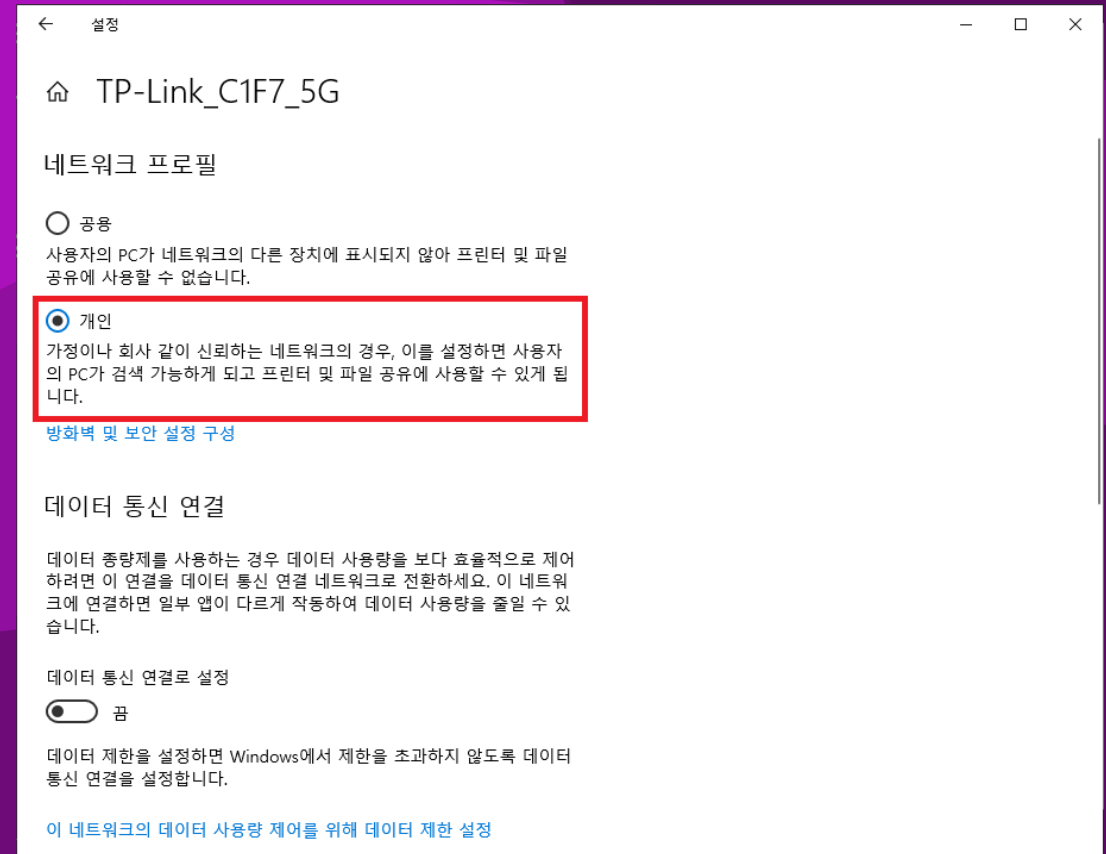 설정
TP-Link_C1F7_5G
네트워크 프로필
공용
사용자의 PC가 네트워크의 다른 장치에 표시되지 않아 프린터 및 파일
공유에 사용할 수 없습니다.
개인
가정이나 회사 같이 신뢰하는 네트워크의 경우, 이를 설정하면 사용자
의 PC가 검색 가능하게 되고 프린터 및 파일 공유에 사용할 수 있게 됩
니다.
방화벽 및 보안 설정 구성
데이터 통신 연결
데이터 종량제를 사용하는 경우 데이터 사용량을 보다 효율적으로 제어
하려면 이 연결을 데이터 통신 연결 네트워크로 전환하세요. 이 네트워
크에 연결하면 일부 앱이 다르게 작동하여 데이터 사용량을 줄일 수 있
습니다.
데이터 통신 연결로 설정
끔
데이터 제한을 설정하면 Windows에서 제한을 초과하지 않도록 데이터
통신 연결을 설정합니다.
이 네트워크의 데이터 사용량 제어를 위해 데이터 제한 설정